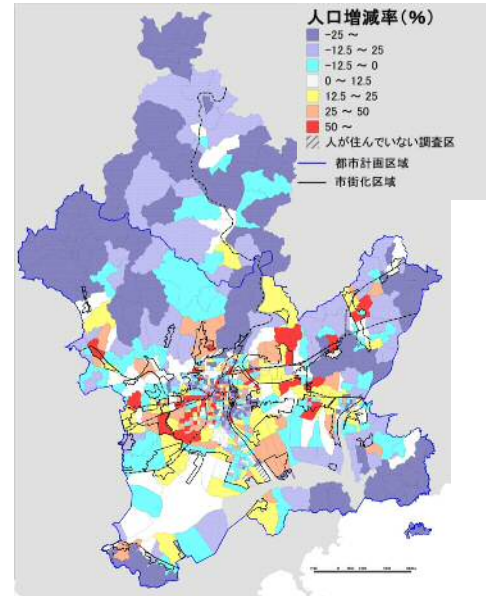 人口増減率(%)
-25 ~
-12.5 ~ 25
-12.5 ~ 0
0 ~ 12.5
12.5 ~ 25
25 ~ 50
50 ~
人が住んでいない調査区
都市計画区域
市街化区域